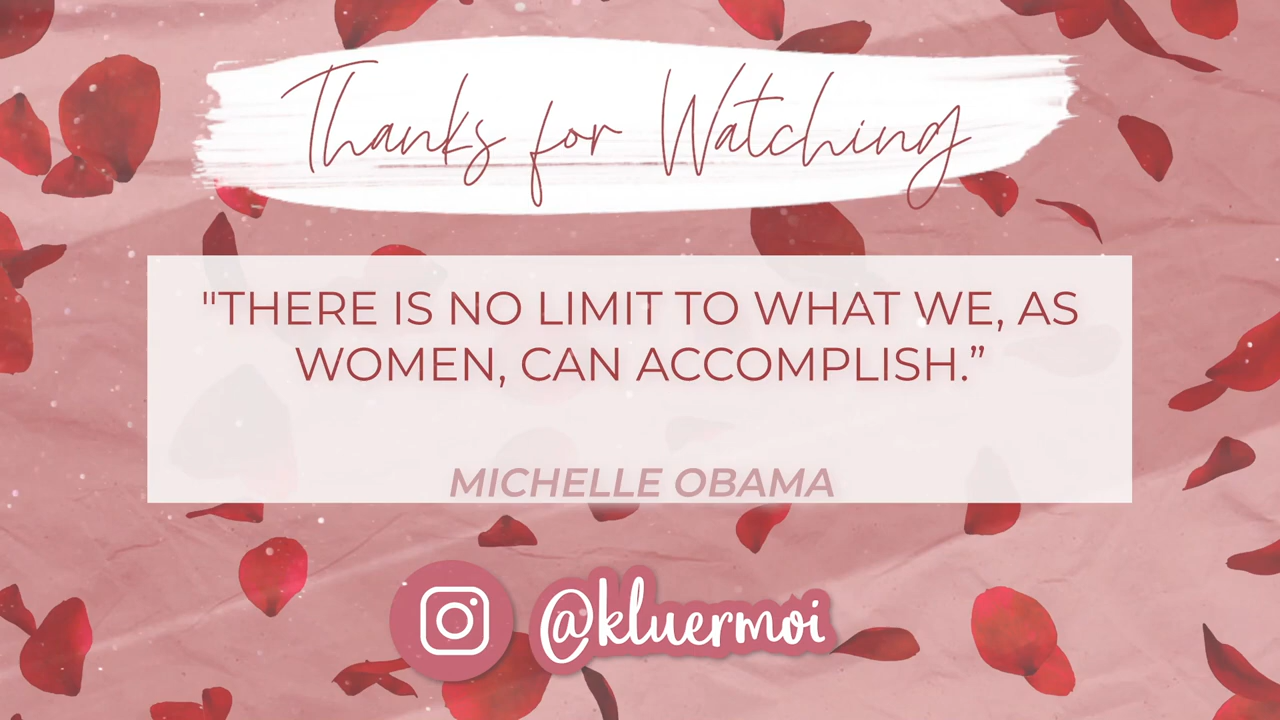 Thanks for Watching
"THERE IS NO LIMIT TO WHAT WE, AS
WOMEN, CAN ACCOMPLISH.”
MICHELLE OBAMA
@kluermoi